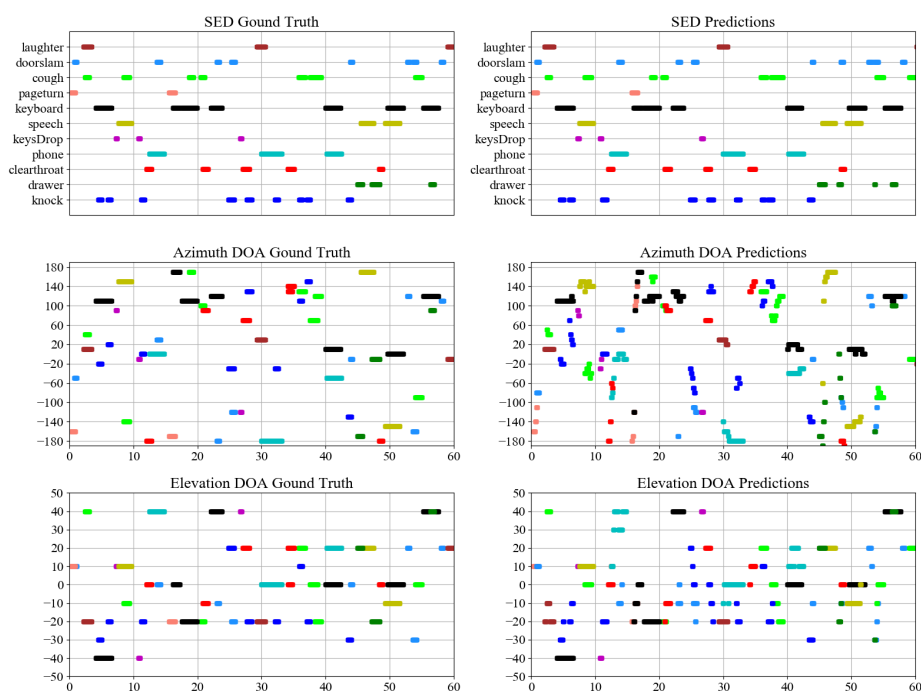 SED Gound Truth
laughter
doorslam
cough
pageturn
keyboard
speech
keysDrop
phone
clearthroat
drawer
knock
SED Predictions
laughter
doorslam
cough
pageturn
keyboard
speech
keysDrop
phone
clearthroat
drawer
knock
Azimuth DOA Gound Truth
180
140
100
60
20
−20
−60
−100
−140
−180
0 10 20 30 40 50 60
Azimuth DOA Predictions
180
140
100
60
20
−20
−60
−100
−140
−180
0 10 20 30 40 50 60
Elevation DOA Gound Truth
50
40
30
20
10
0
−10
−20
−30
−40
−50
0 10 20 30 40 50 60
Elevation DOA Predictions
50
40
30
20
10
0
−10
−20
−30
−40
−50
0 10 20 30 40 50 60